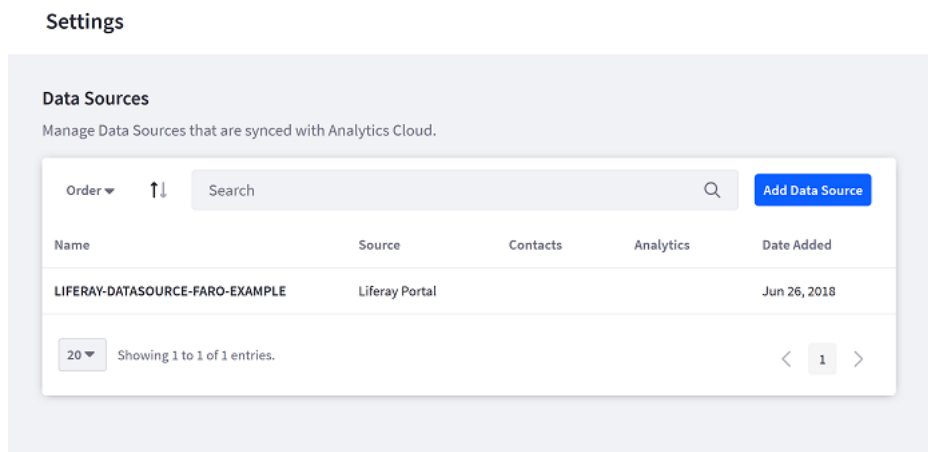 Settings
Data Sources
Manage Data Sources that are synced with Analytics Cloud.
Order Search Add Data Source
Name Source Contacts Analytics Date Added
LIFERAY-DATASOURCE-FARO-EXAMPLE Liferay Portal Jun 26, 2018
20 Showing 1 to 1 of 1 entries. 1